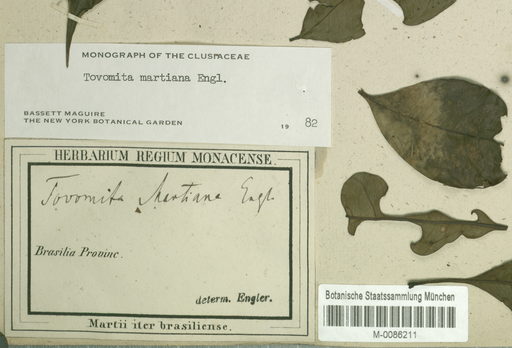 MONOGRAPH OF THE CLUSIACEAE
Tovomita martiana Engl.
BASSETT MAGUIRE
THE NEW YORK BOTANICAL GARDEN
19 82
HERBARIUM REGIUM MONACENSE.
Tovomita Martiana Engl.
Brasilia Provinc.
determ. Engler.
Martii iter brasiliense.
Botanische Staatssammlung München
M-0086211